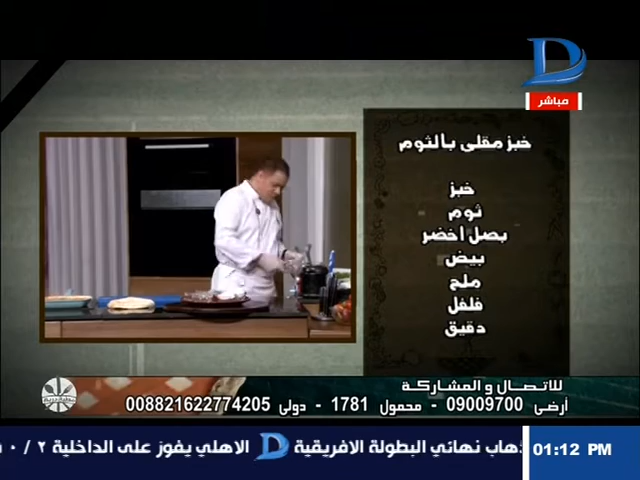 مباشر
خبز مقلى بالثوم
خبز
ثوم
بصل اخضر
بيض
ملح
فلفل
دقيق
للاتصال و المشاركة
أرضى - 09009700 محمول - 1781 دولى - 008821622774205
ذهاب نهائي البطولة الافريقية
الاهلي يفوز على الداخلية ٢ / ٠
01:12 PM